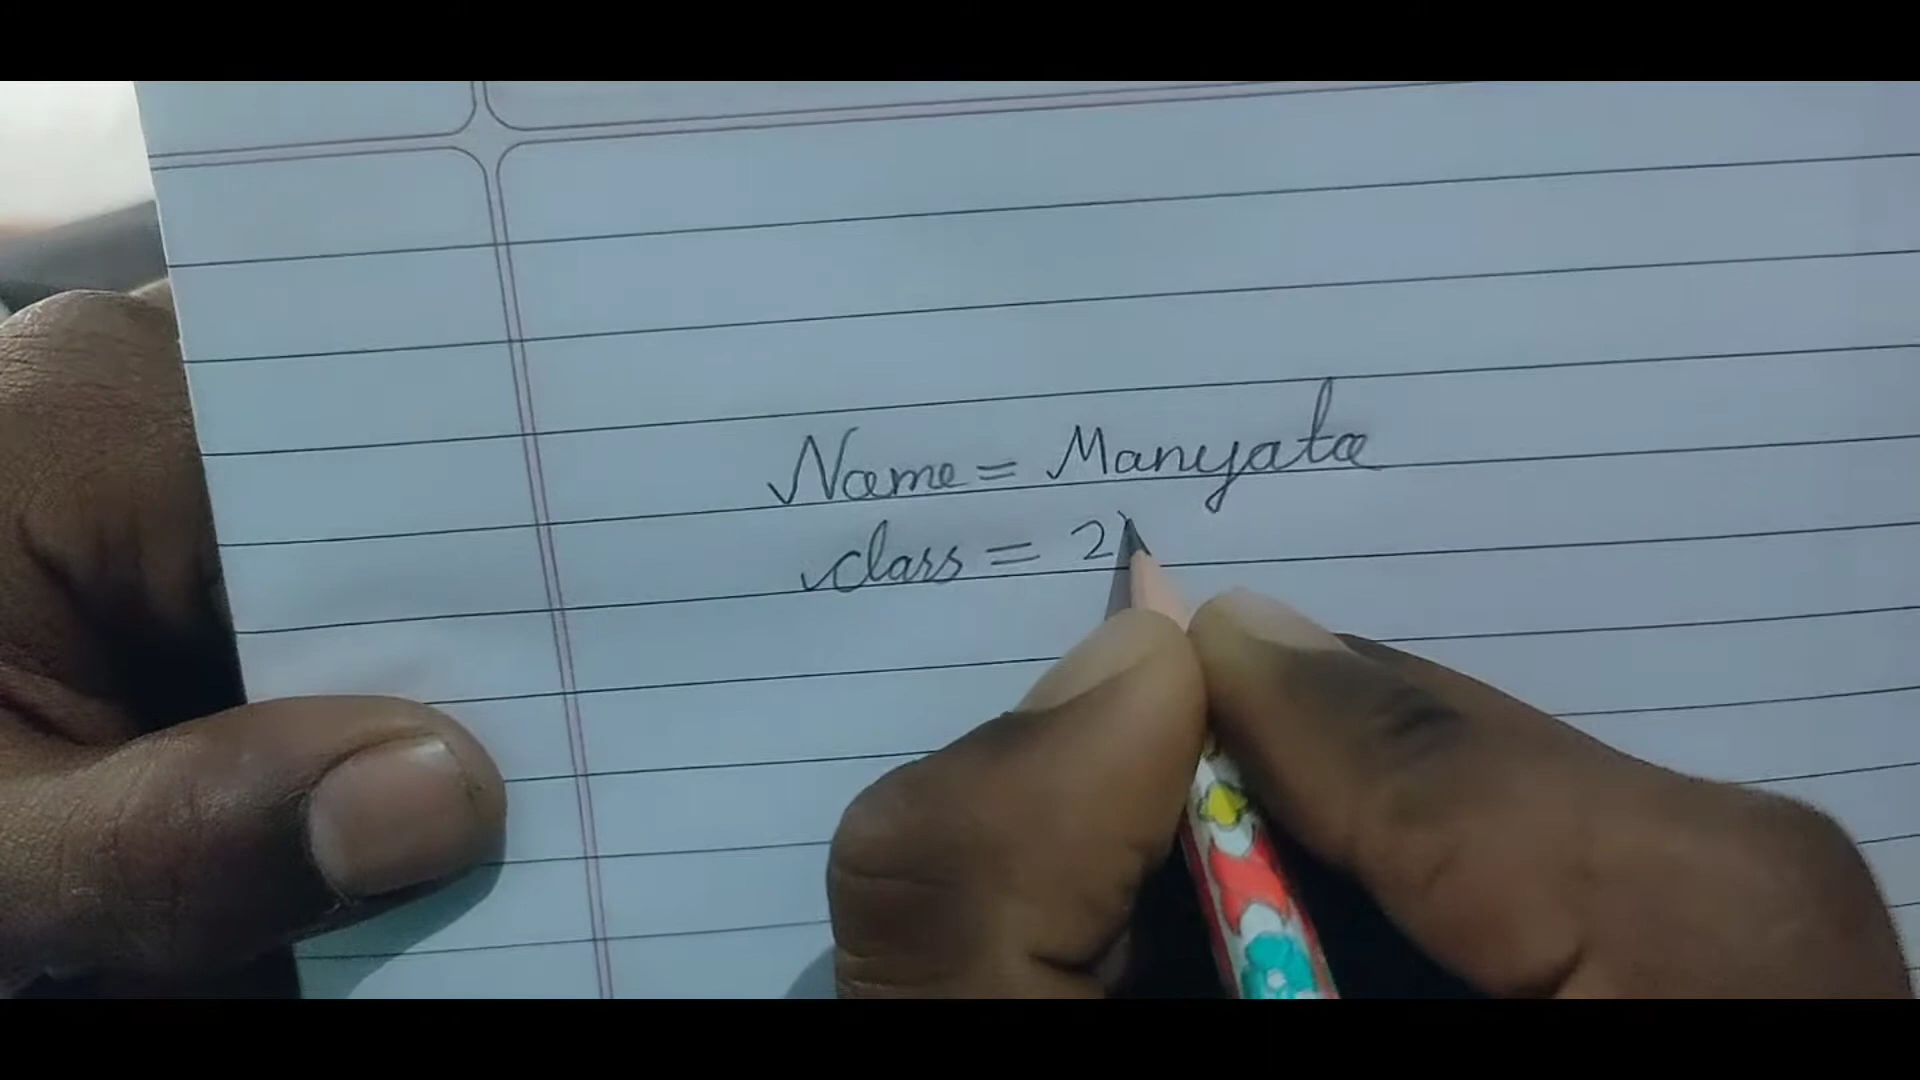 Name = Manyata
class = 2